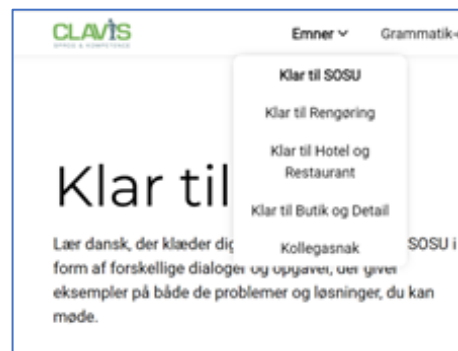 CLAVIS
SPROG & KOMPETENCE
Emner
Grammatik-
Klar til SOSU
Klar til Rengøring
Klar til Hotel og
Restaurant
Klar til Butik og Detail
Kollegasnak
Klar til
Lær dansk, der klæder dig SOSU i
form af forskellige dialoger og opgaver, der giver
eksempler på både de problemer og løsninger, du kan
møde.